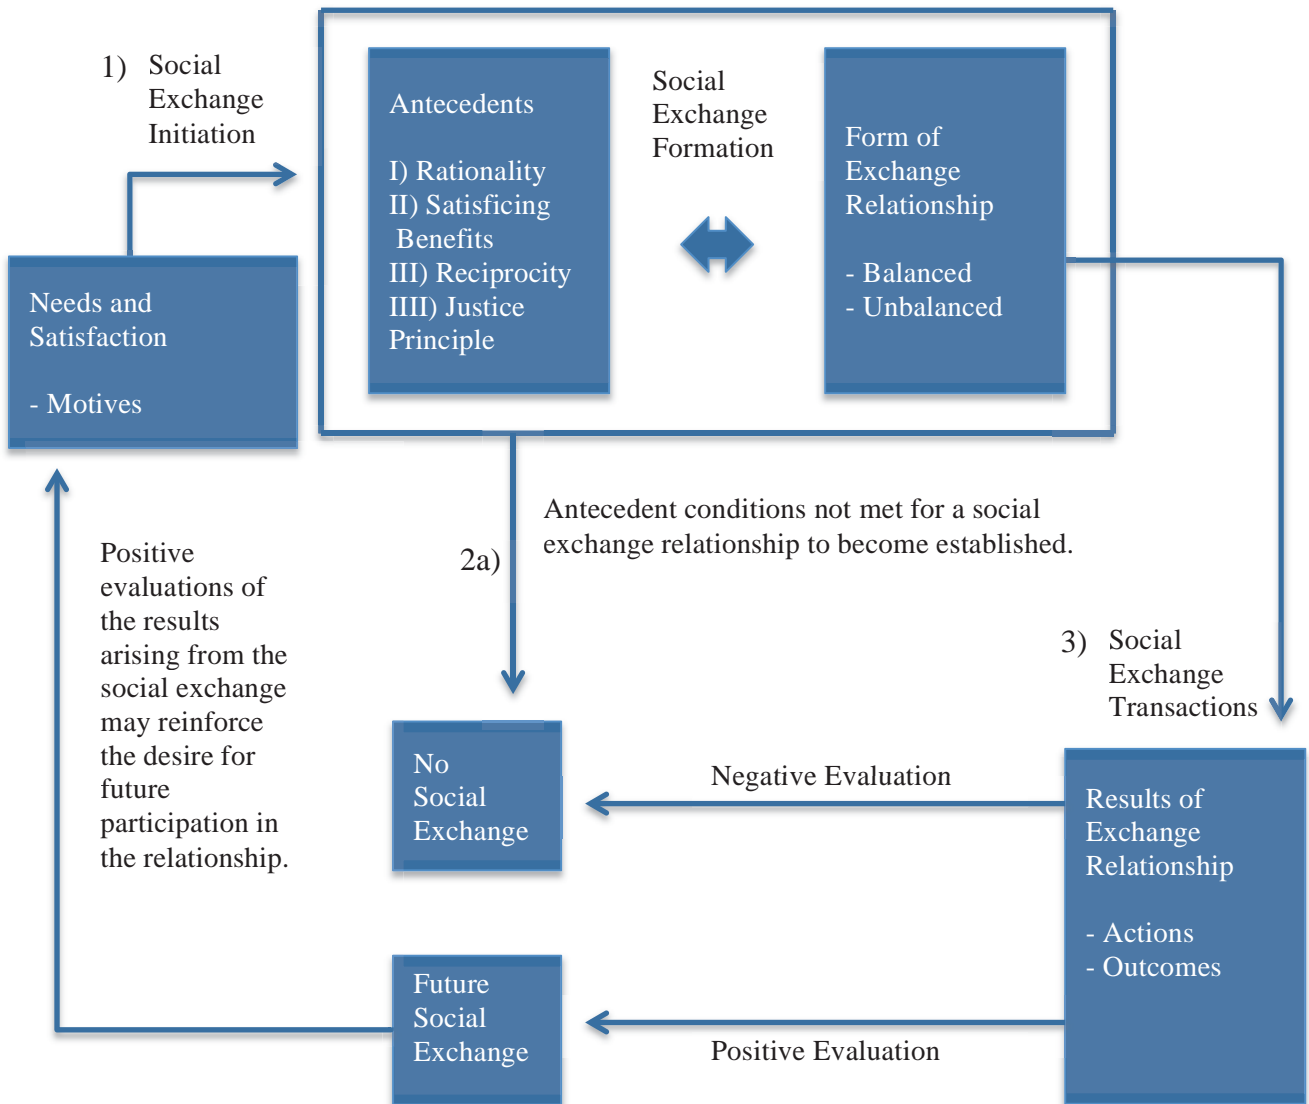 1) Social
Exchange
Initiation
Antecedents
I) Rationality
II) Satisficing
Benefits
III) Reciprocity
IIII) Justice
Principle
Social
Exchange
Formation
Form of
Exchange
Relationship
- Balanced
- Unbalanced
Needs and
Satisfaction
- Motives
2a)
Antecedent conditions not met for a social
exchange relationship to become established.
Positive
evaluations of
the results
arising from the
social exchange
may reinforce
the desire for
future
participation in
the relationship.
3) Social
Exchange
Transactions
No
Social
Exchange
Negative Evaluation
Results of
Exchange
Relationship
- Actions
- Outcomes
Future
Social
Exchange
Positive Evaluation